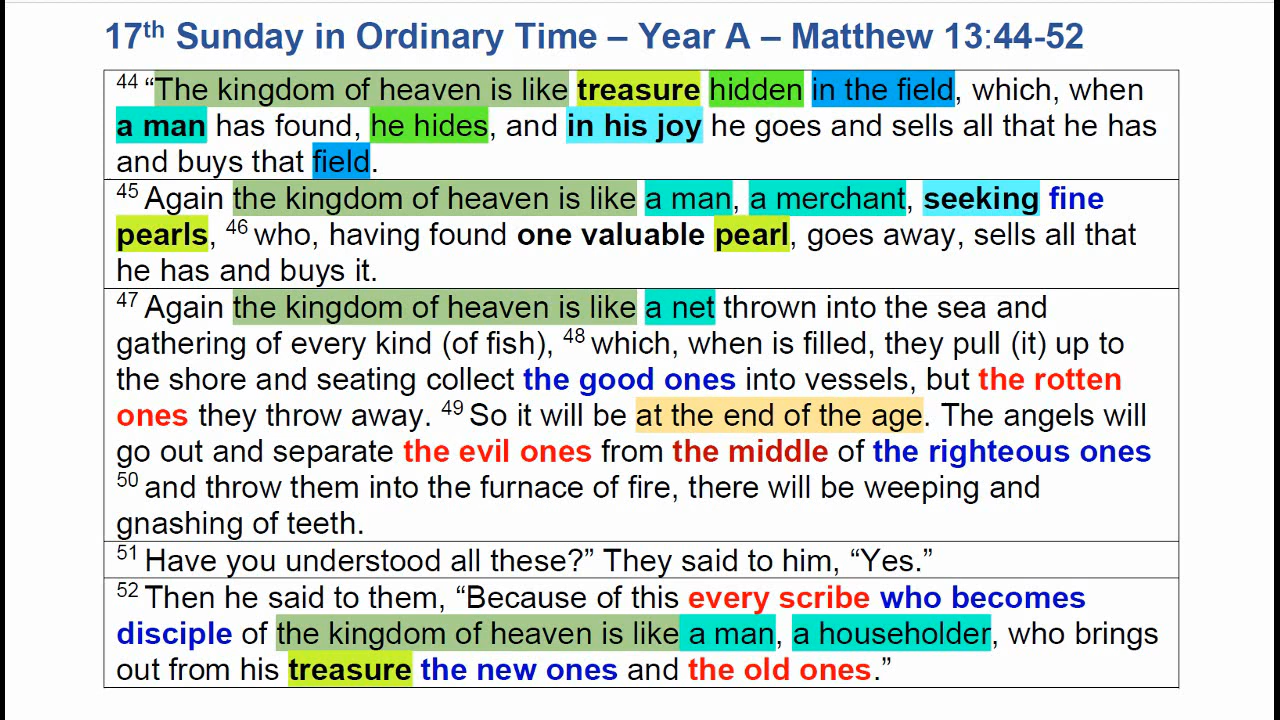 17th Sunday in Ordinary Time – Year A – Matthew 13:44-52
44 “The kingdom of heaven is like treasure hidden in the field, which, when
a man has found, he hides, and in his joy he goes and sells all that he has
and buys that field.
45 Again the kingdom of heaven is like a man, a merchant, seeking fine
pearls, 46 who, having found one valuable pearl, goes away, sells all that
he has and buys it.
47 Again the kingdom of heaven is like a net thrown into the sea and
gathering of every kind (of fish), 48 which, when is filled, they pull (it) up to
the shore and seating collect the good ones into vessels, but the rotten
ones they throw away. 49 So it will be at the end of the age. The angels will
go out and separate the evil ones from the middle of the righteous ones
50 and throw them into the furnace of fire, there will be weeping and
gnashing of teeth.
51 Have you understood all these?” They said to him, “Yes.”
52 Then he said to them, “Because of this every scribe who becomes
disciple of the kingdom of heaven is like a man, a householder, who brings
out from his treasure the new ones and the old ones.”